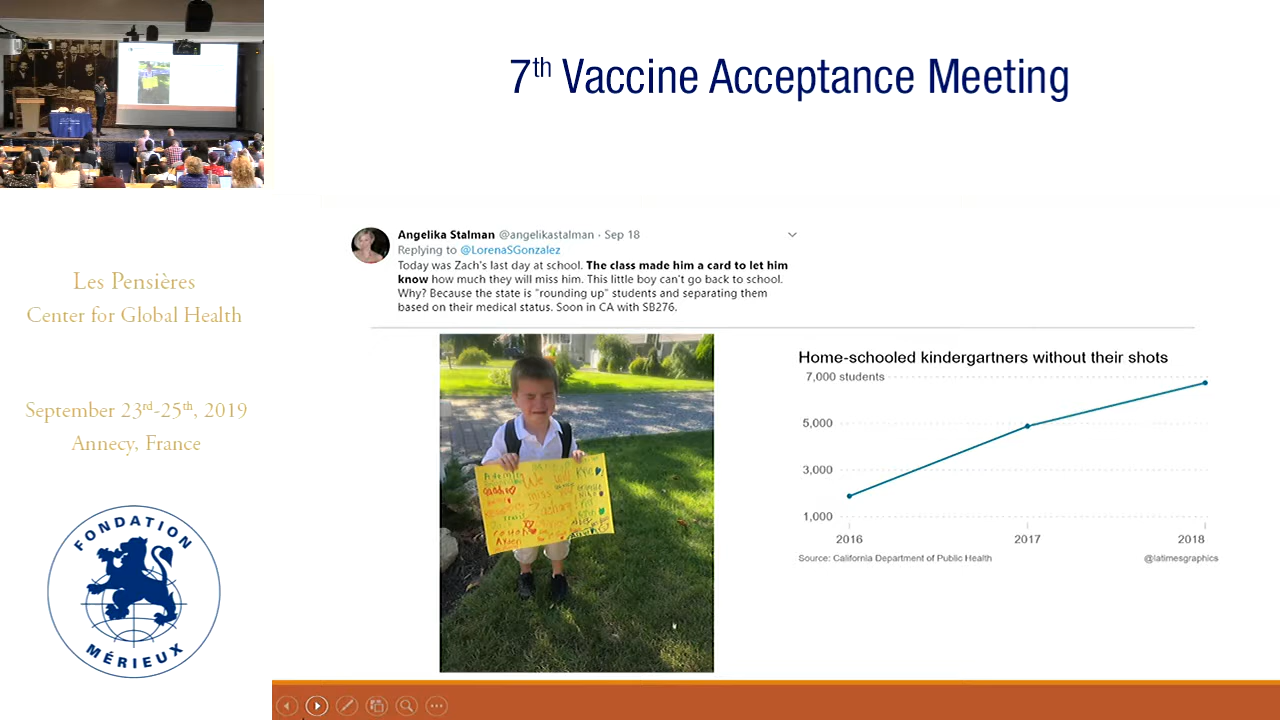 7th Vaccine Acceptance Meeting
Les Pensières
Center for Global Health
September 23rd-25th, 2019
Annecy, France
FONDATION
MÉRIEUX
Angelika Stalman @angelikastalman · Sep 18
Replying to @LorenaSGonzalez
Today was Zach's last day at school. The class made him a card to let him
know how much they will miss him. This little boy can't go back to school.
Why? Because the state is "rounding up" students and separating them
based on their medical status. Soon in CA with SB276.
We will
miss
Zachary
Home-schooled kindergartners without their shots
7,000 students
5,000
3,000
1,000
2016
2017
2018
Source: California Department of Public Health
@latimesgraphics